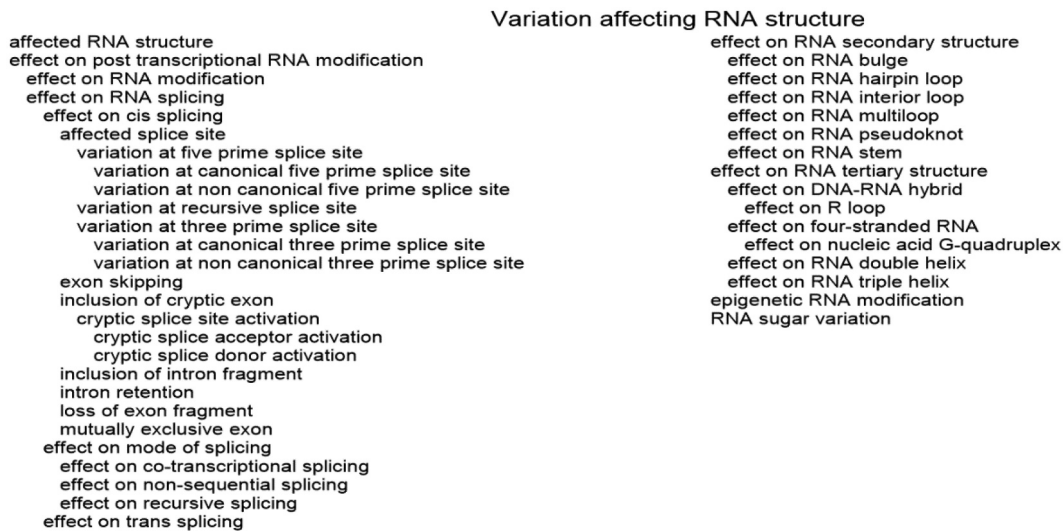 Variation affecting RNA structure
affected RNA structure
effect on post transcriptional RNA modification
effect on RNA modification
effect on RNA splicing
effect on cis splicing
affected splice site
variation at five prime splice site
variation at canonical five prime splice site
variation at non canonical five prime splice site
variation at recursive splice site
variation at three prime splice site
variation at canonical three prime splice site
variation at non canonical three prime splice site
exon skipping
inclusion of cryptic exon
cryptic splice site activation
cryptic splice acceptor activation
cryptic splice donor activation
inclusion of intron fragment
intron retention
loss of exon fragment
mutually exclusive exon
effect on mode of splicing
effect on co-transcriptional splicing
effect on non-sequential splicing
effect on recursive splicing
effect on trans splicing
effect on RNA secondary structure
effect on RNA bulge
effect on RNA hairpin loop
effect on RNA interior loop
effect on RNA multiloop
effect on RNA pseudoknot
effect on RNA stem
effect on RNA tertiary structure
effect on DNA-RNA hybrid
effect on R loop
effect on four-stranded RNA
effect on nucleic acid G-quadruplex
effect on RNA double helix
effect on RNA triple helix
epigenetic RNA modification
RNA sugar variation